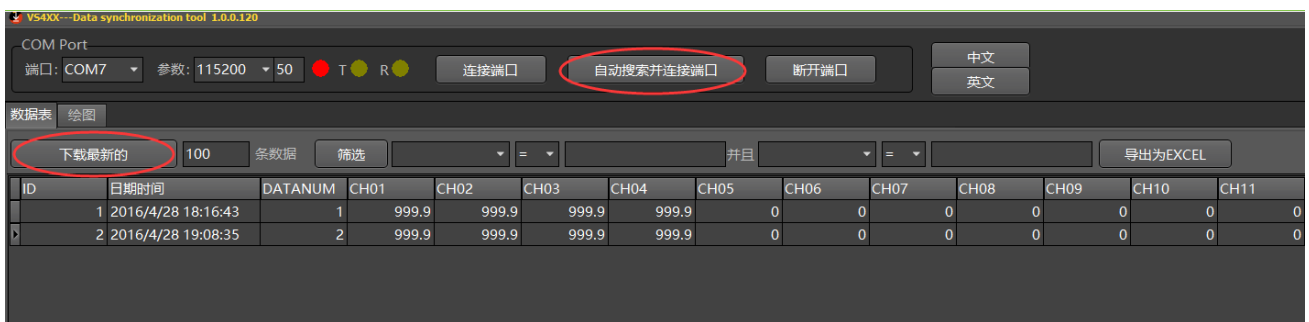 VS4XX---Data synchronization tool 1.0.0.120
COM Port
端口: COM7 参数: 115200 50 T R 连接端口 自动搜索并连接端口 断开端口 中文
英文
数据表 绘图
下载最新的 100 条数据 筛选 = 并且 = 导出为EXCEL
ID 日期时间 DATANUM CH01 CH02 CH03 CH04 CH05 CH06 CH07 CH08 CH09 CH10 CH11
1 2016/4/28 18:16:43 1 999.9 999.9 999.9 999.9 0 0 0 0 0 0 0
2 2016/4/28 19:08:35 2 999.9 999.9 999.9 999.9 0 0 0 0 0 0 0